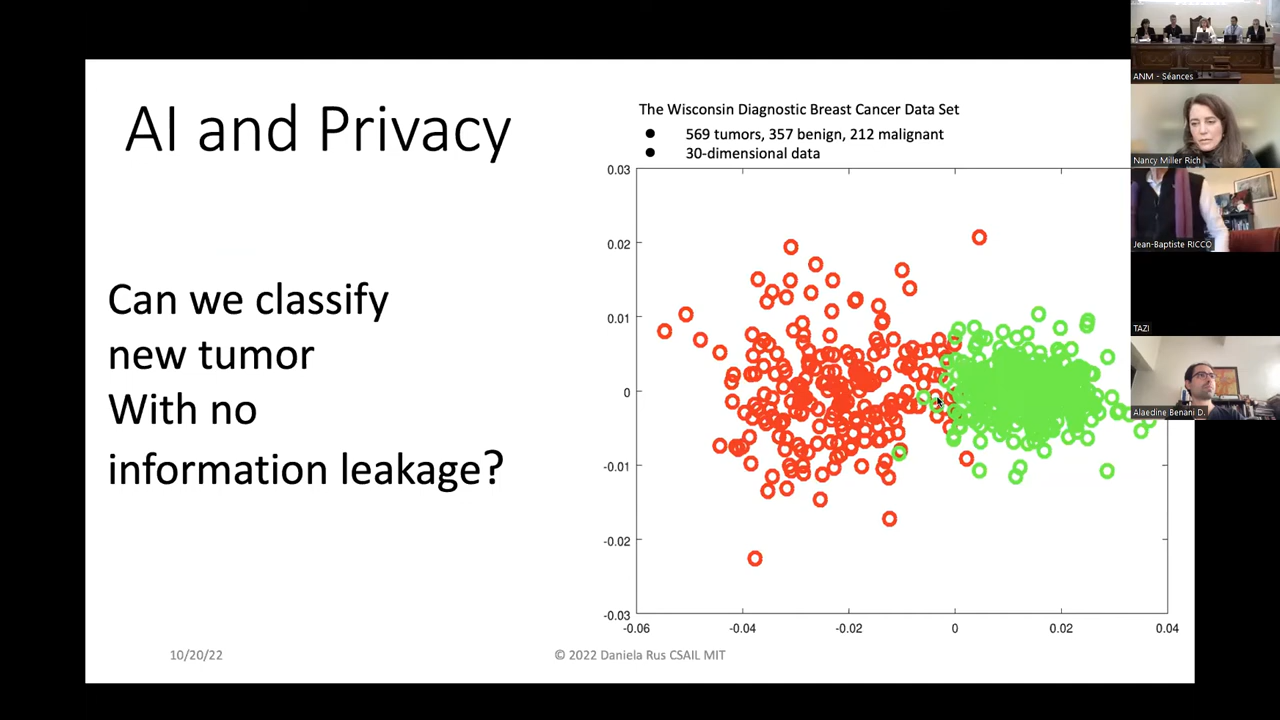 AI and Privacy
Can we classify
new tumor
With no
information leakage?
The Wisconsin Diagnostic Breast Cancer Data Set
● 569 tumors, 357 benign, 212 malignant
● 30-dimensional data
0.03
0.02
0.01
0
-0.01
-0.02
-0.03
-0.06 -0.04 -0.02 0 0.02 0.04
10/20/22
© 2022 Daniela Rus CSAIL MIT
ANM - Séances
Nancy Miller Rich
Jean-Baptiste RICCO
TAZI
Alaedine Benani D.